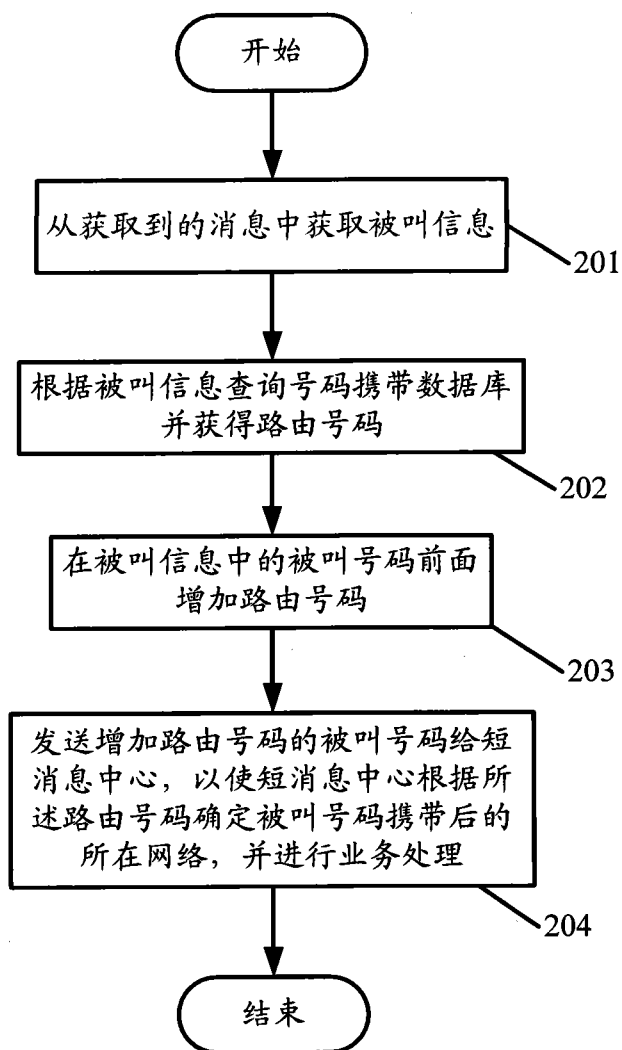 开始
从获取到的消息中获取被叫信息
201
根据被叫信息查询号码携带数据库
并获得路由号码
202
在被叫信息中的被叫号码前面
增加路由号码
203
发送增加路由号码的被叫号码给短
消息中心，以使短消息中心根据所
述路由号码确定被叫号码携带后的
所在网络，并进行业务处理
204
结束